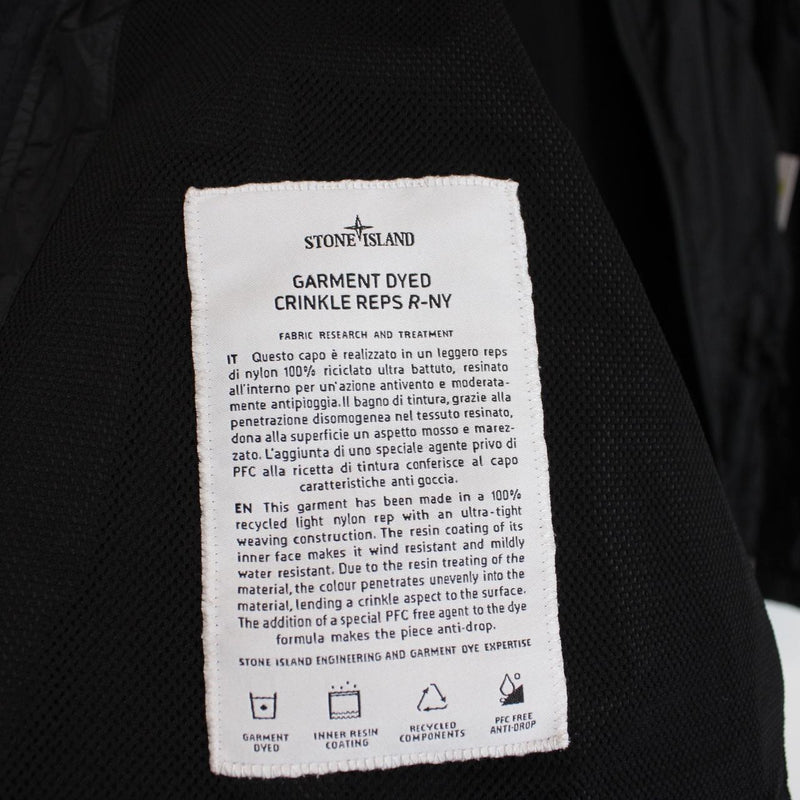 STONE ISLAND
GARMENT DYED
CRINKLE REPS R-NY
FABRIC RESEARCH AND TREATMENT
IT Questo capo è realizzato in un leggero reps
di nylon 100% riciclato ultra battuto, resinato
all'interno per un'azione antivento e moderata-
mente antipioggia. Il bagno di tintura, grazie alla
penetrazione disomogenea nel tessuto resinato,
dona alla superficie un aspetto mosso e marez-
zato. L'aggiunta di uno speciale agente privo di
PFC alla ricetta di tintura conferisce al capo
caratteristiche anti goccia.
EN This garment has been made in a 100%
recycled light nylon rep with an ultra-tight
weaving construction. The resin coating of its
inner face makes it wind resistant and mildly
water resistant. Due to the resin treating of the
material, the colour penetrates unevenly into the
material, lending a crinkle aspect to the surface.
The addition of a special PFC free agent to the dye
formula makes the piece anti-drop.
STONE ISLAND ENGINEERING AND GARMENT DYE EXPERTISE
GARMENT
DYED
INNER RESIN
COATING
RECYCLED
COMPONENTS
PFC FREE
ANTI-DROP